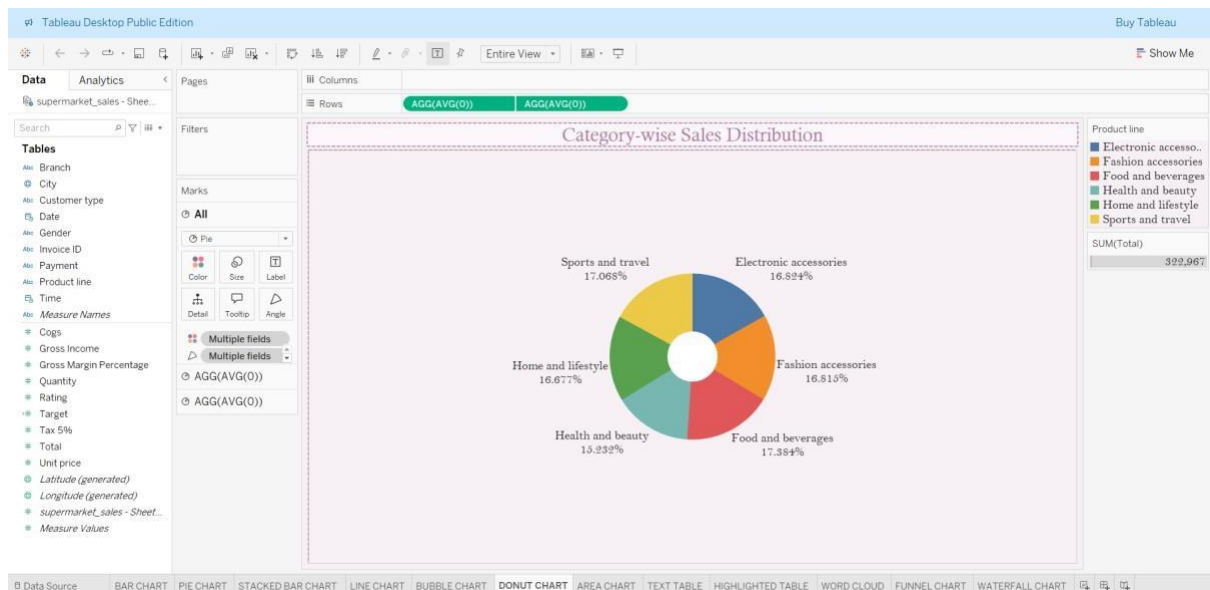 Tableau Desktop Public Edition
Buy Tableau
Entire View
Show Me
Data
Analytics
Pages
Columns
Rows
AGG(AVG(0))
AGG(AVG(0))
supermarket_sales - Shee...
Search
Filters
Tables
Abc Branch
City
Abc Customer type
Date
Abc Gender
Abc Invoice ID
Abc Payment
Abc Product line
Time
Abc Measure Names
# Cogs
# Gross Income
# Gross Margin Percentage
# Quantity
# Rating
# Target
# Tax 5%
# Total
# Unit price
Latitude (generated)
Longitude (generated)
# supermarket_sales - Sheet...
# Measure Values
Marks
All
Pie
Color
Size
Label
Detail
Tooltip
Angle
Multiple fields
Multiple fields
AGG(AVG(0))
AGG(AVG(0))
Category-wise Sales Distribution
Sports and travel
17.068%
Electronic accessories
16.824%
Home and lifestyle
16.677%
Fashion accessories
16.815%
Health and beauty
15.232%
Food and beverages
17.384%
Product line
Electronic accesso..
Fashion accessories
Food and beverages
Health and beauty
Home and lifestyle
Sports and travel
SUM(Total)
322,967
Data Source
BAR CHART
PIE CHART
STACKED BAR CHART
LINE CHART
BUBBLE CHART
DONUT CHART
AREA CHART
TEXT TABLE
HIGHLIGHTED TABLE
WORD CLOUD
FUNNEL CHART
WATERFALL CHART